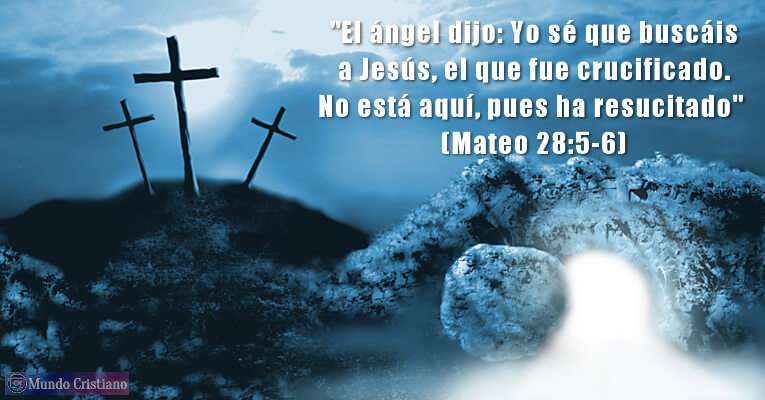 "El ángel dijo: Yo sé que buscáis
a Jesús, el que fue crucificado.
No está aquí, pues ha resucitado"
(Mateo 28:5-6)
Mundo Cristiano